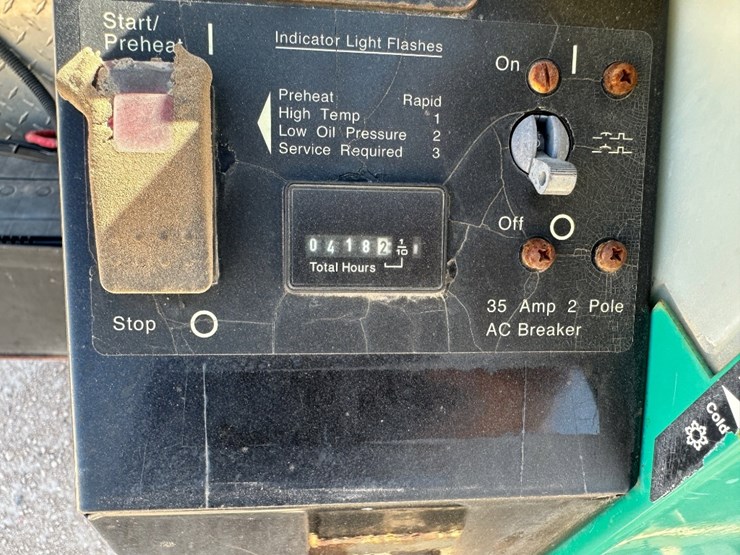 Start/
Preheat
Indicator Light Flashes
Preheat Rapid
High Temp 1
Low Oil Pressure 2
Service Required 3
On
Off
04182 1/10
Total Hours
Stop
35 Amp 2 Pole
AC Breaker
Cold